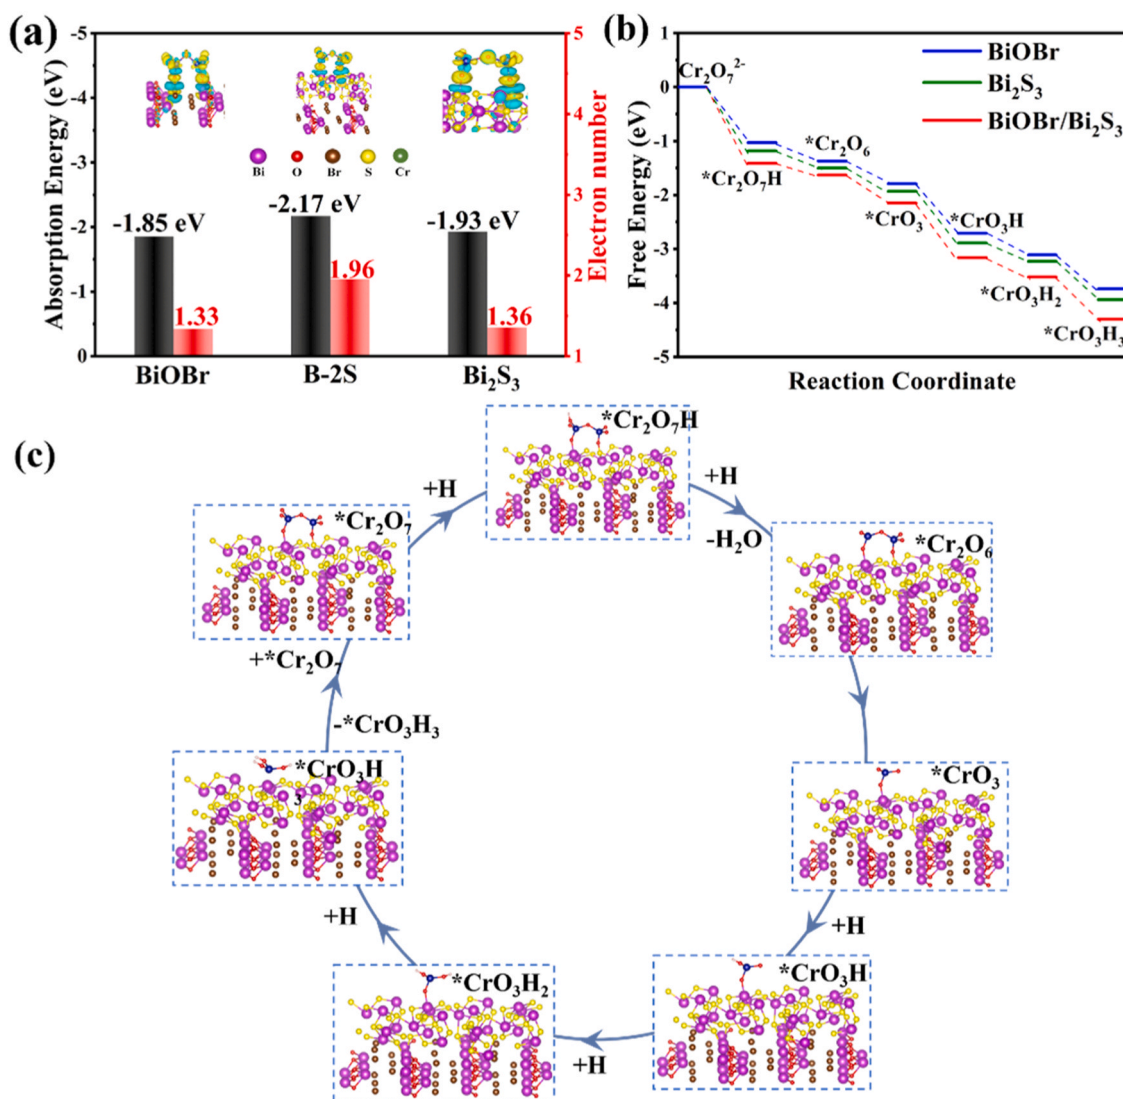 (a)
Absorption Energy (eV)
-5
-4
-3
-2
-1
0
Bi O Br S Cr
-1.85 eV
1.33
-2.17 eV
1.96
-1.93 eV
1.36
BiOBr B-2S Bi₂S₃
5
4
3
2
1
Electron number
(b)
Free Energy (eV)
1
0
-1
-2
-3
-4
-5
Cr₂O₇²⁻
*Cr₂O₇H
*Cr₂O₆
*CrO₃
*CrO₃H
*CrO₃H₂
*CrO₃H₃
BiOBr
Bi₂S₃
BiOBr/Bi₂S₃
Reaction Coordinate
(c)
*Cr₂O₇H
+H
-H₂O
*Cr₂O₆
*CrO₃
+H
*CrO₃H
+H
*CrO₃H₂
+H
*CrO₃H
3
-*CrO₃H₃
+*Cr₂O₇
*Cr₂O₇
+H